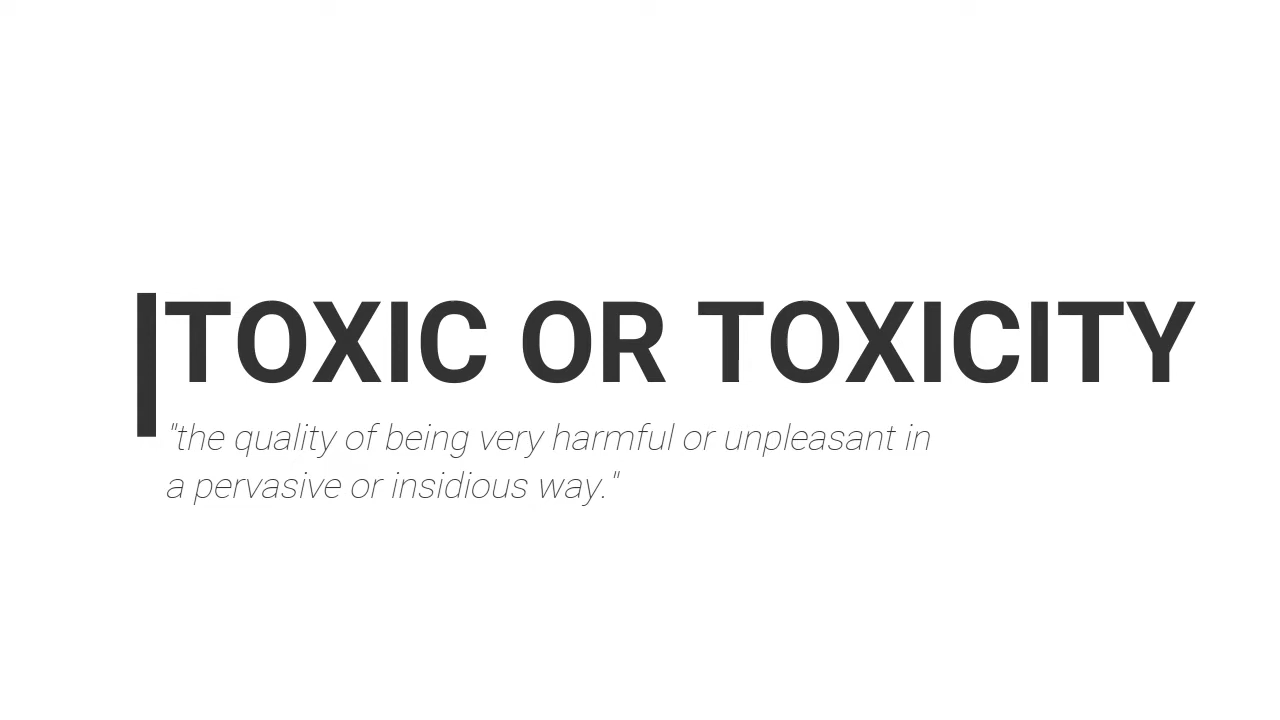 TOXIC OR TOXICITY
"the quality of being very harmful or unpleasant in
a pervasive or insidious way."